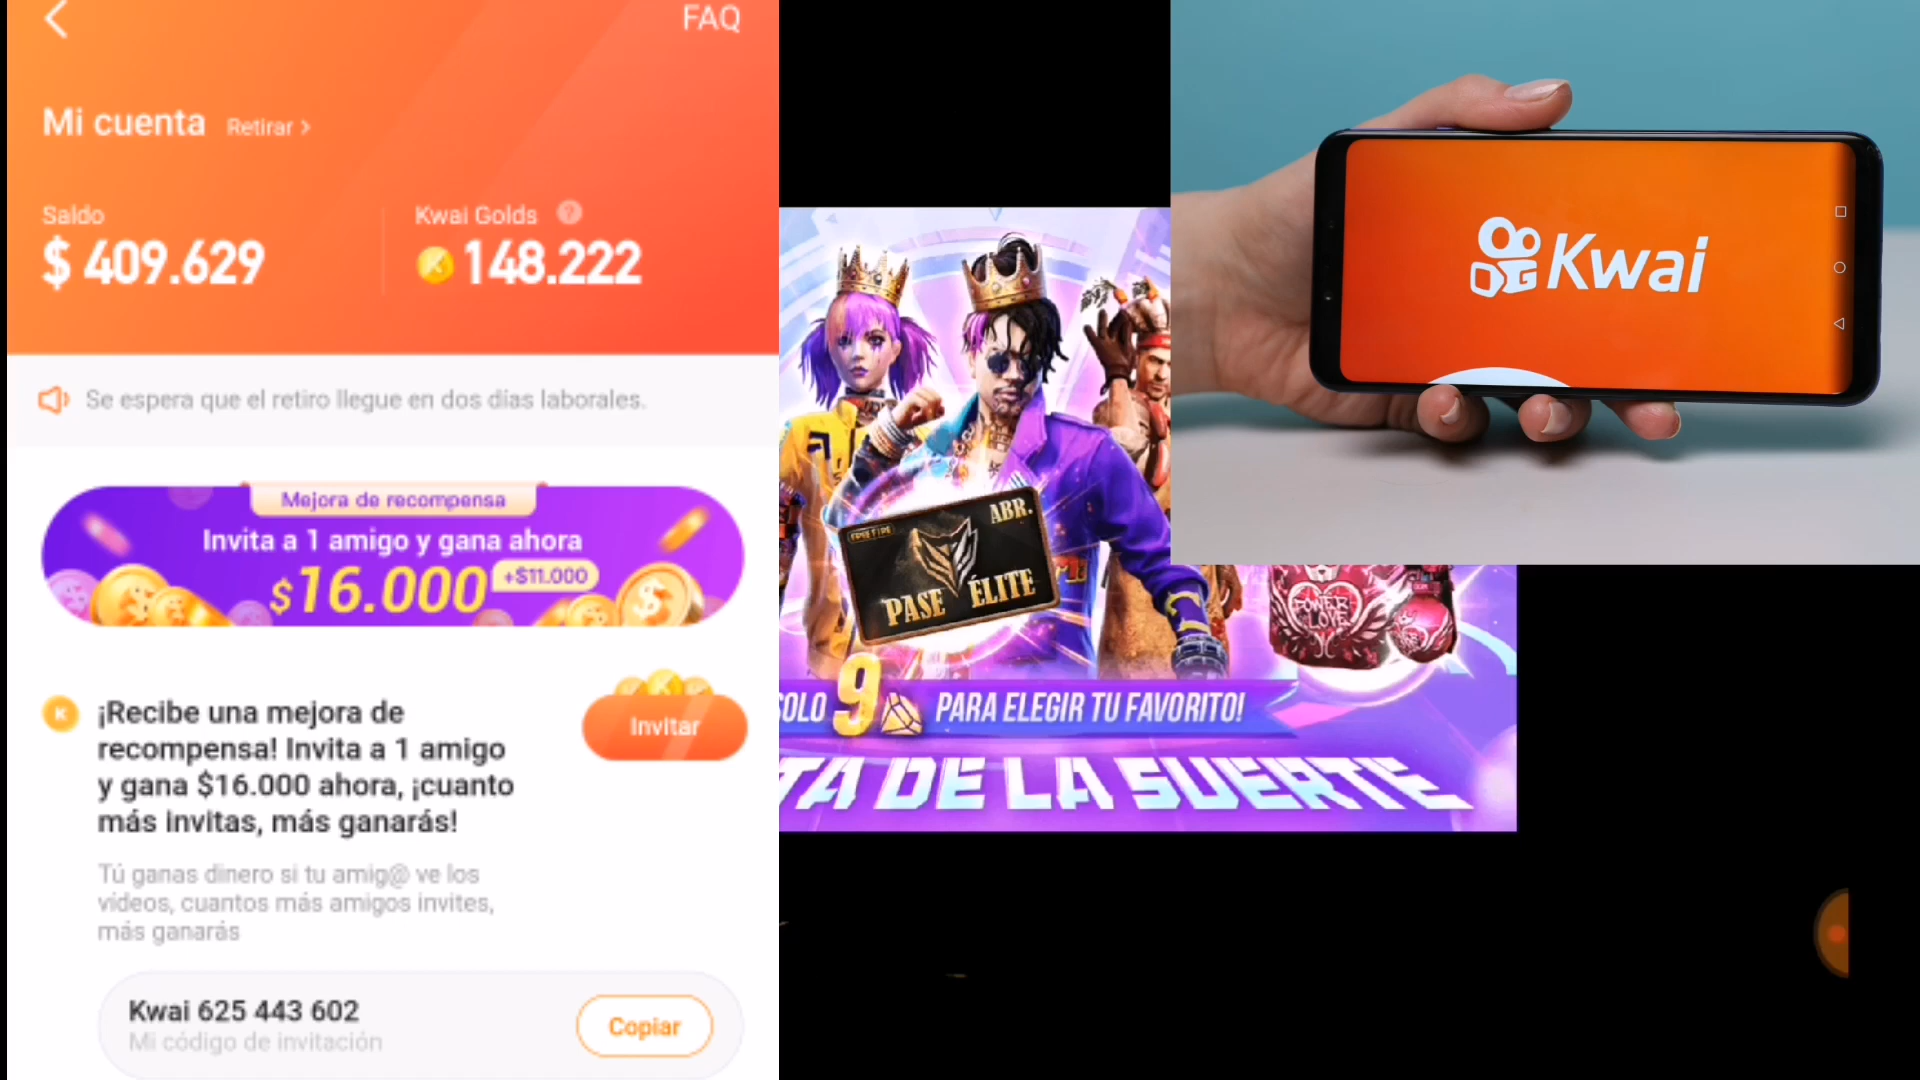 FAQ
Mi cuenta Retirar >
Saldo
$ 409.629
Kwai Golds ?
148.222
Se espera que el retiro llegue en dos días laborales.
Mejora de recompensa
Invita a 1 amigo y gana ahora
$16.000 +$11.000
¡Recibe una mejora de
recompensa! Invita a 1 amigo
y gana $16.000 ahora, ¡cuanto
más invitas, más ganarás!
Invitar
Tú ganas dinero si tu amig@ ve los
vídeos, cuantos más amigos invites,
más ganarás
Kwai 625 443 602
Mi código de invitación
Copiar
FREE FIRE
ABR.
PASE ÉLITE
POWER
LOVE
SOLO 9 PARA ELEGIR TU FAVORITO!
TA DE LA SUERTE
Kwai